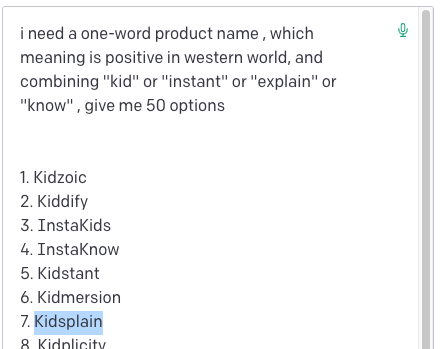 i need a one-word product name , which
meaning is positive in western world, and
combining "kid" or "instant" or "explain" or
"know" , give me 50 options
1. Kidzoic
2. Kiddify
3. InstaKids
4. InstaKnow
5. Kidstant
6. Kidmersion
7. Kidsplain
8. Kidplicity